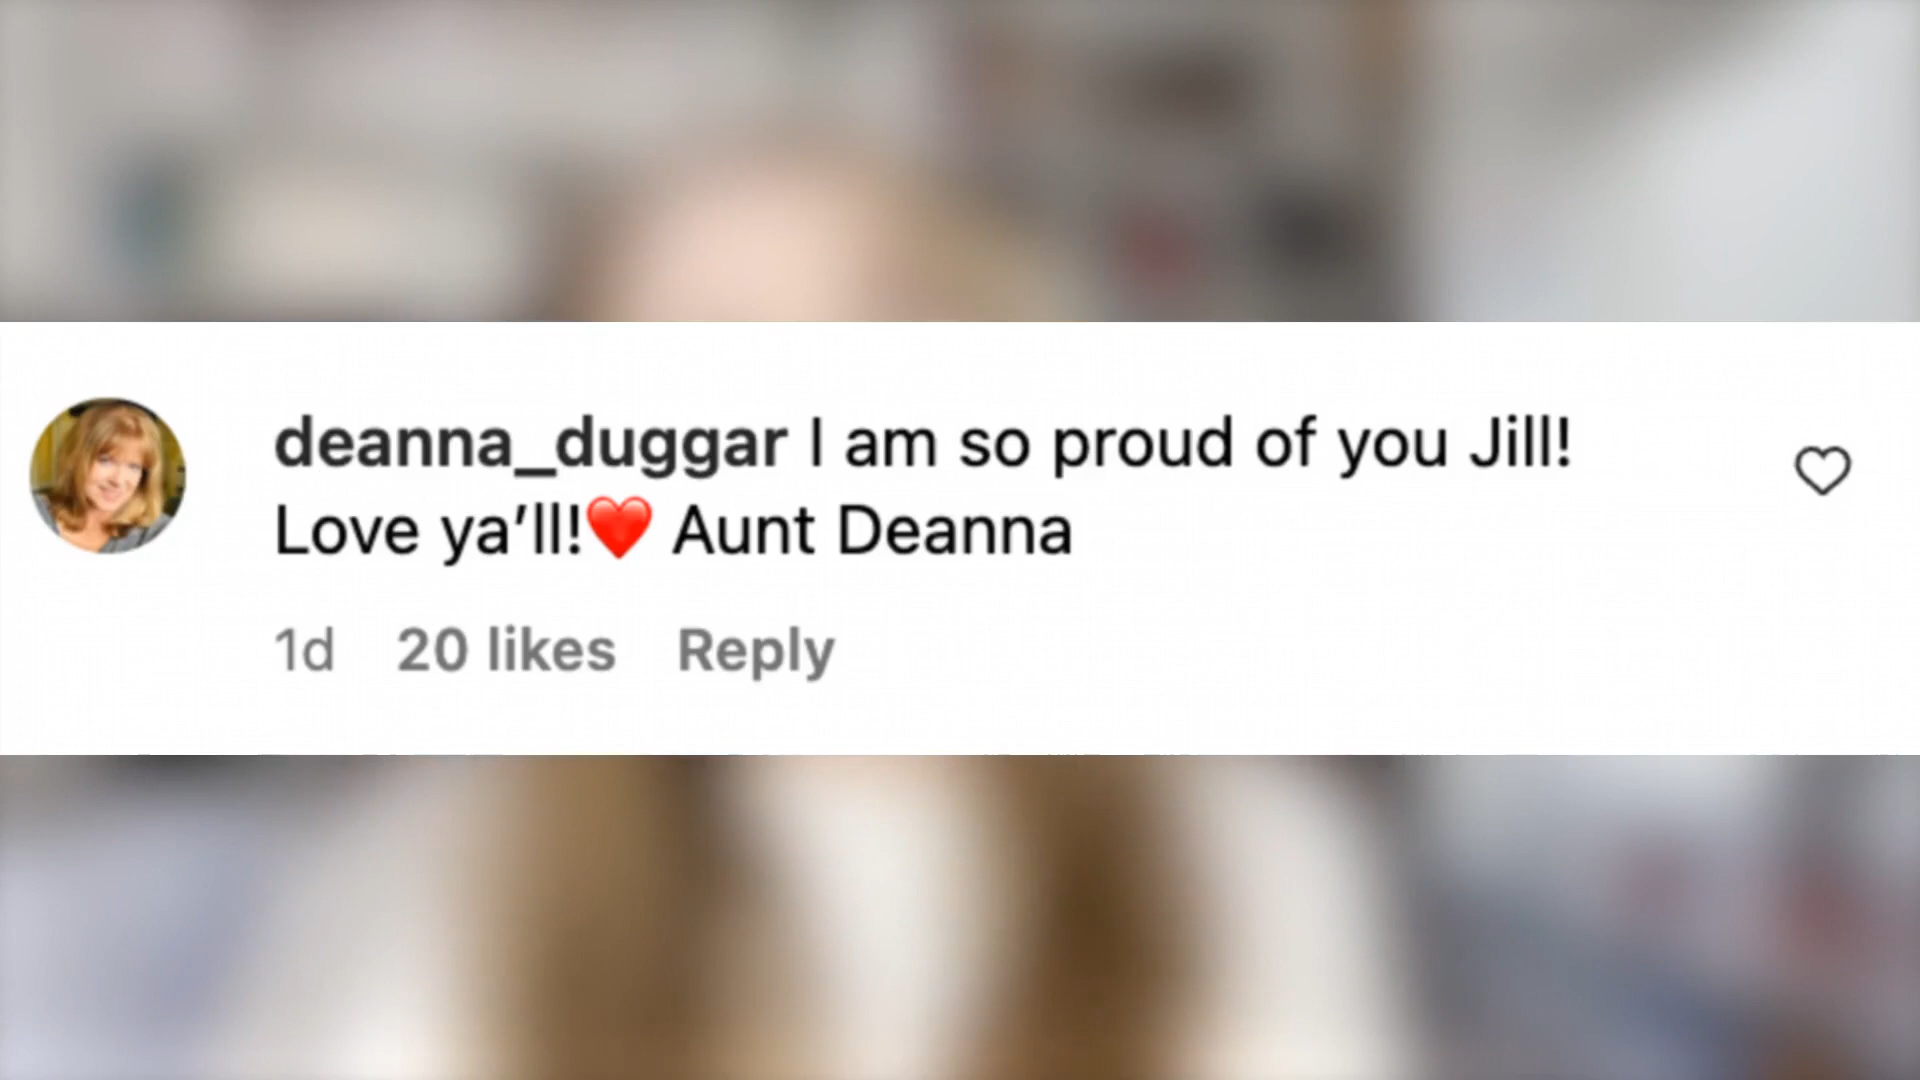 deanna_duggar I am so proud of you Jill!
Love ya’ll!❤️ Aunt Deanna
1d 20 likes Reply